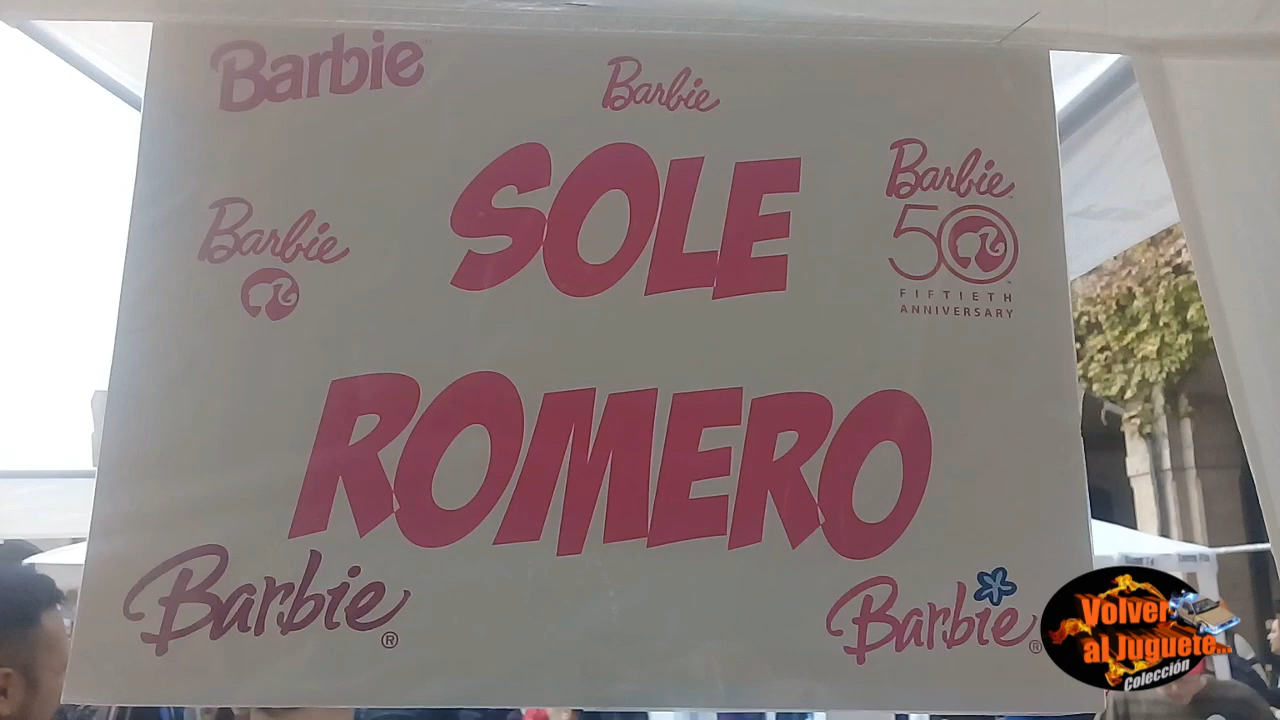 Barbie
Barbie
SOLE
Barbie
Barbie
50
FIFTIETH
ANNIVERSARY
ROMERO
Barbie®
Barbie®
Volver
al Juguete...
Colección